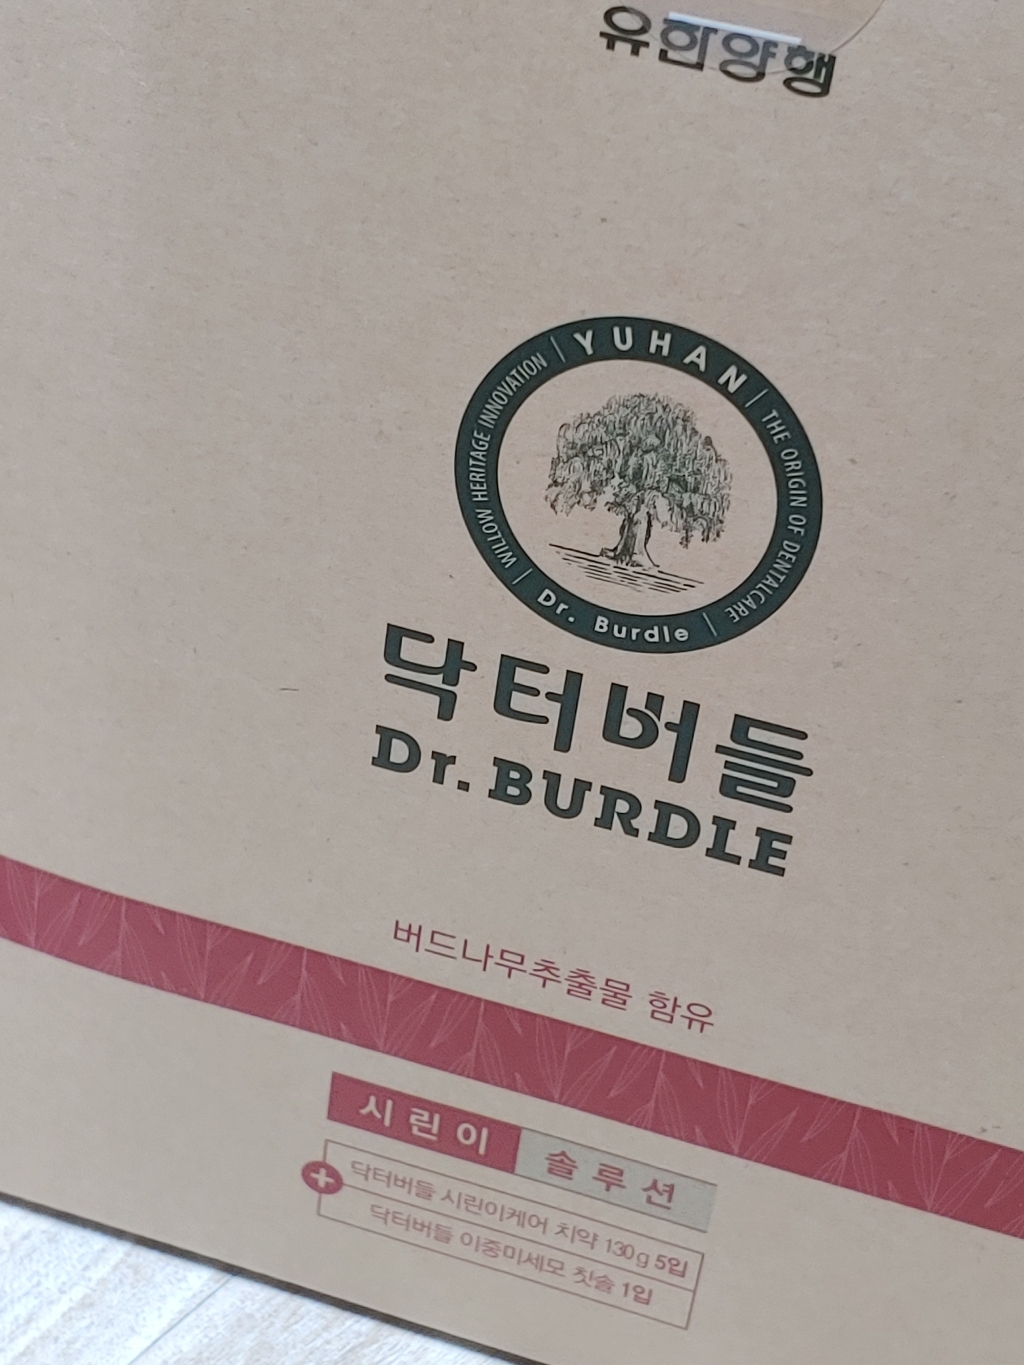 유한양행
YUHAN
WILLOW HERITAGE INNOVATION
THE ORIGIN OF DENTALCARE
Dr. Burdle
닥터버들
Dr. BURDLE
버드나무추출물 함유
시린이 솔루션
닥터버들 시린이케어 치약 130g 5입
+
닥터버들 이중미세모 칫솔 1입